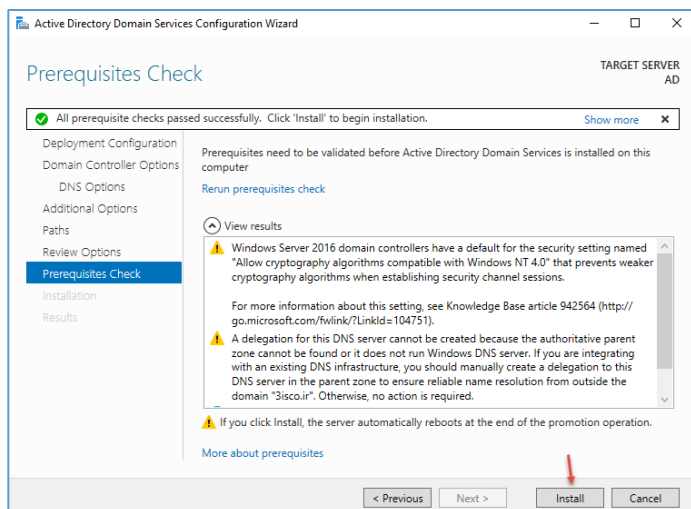 Active Directory Domain Services Configuration Wizard
Prerequisites Check
TARGET SERVER
AD
All prerequisite checks passed successfully. Click 'Install' to begin installation.
Show more
Deployment Configuration
Domain Controller Options
DNS Options
Additional Options
Paths
Review Options
Prerequisites Check
Installation
Results
Prerequisites need to be validated before Active Directory Domain Services is installed on this
computer
Rerun prerequisites check
View results
Windows Server 2016 domain controllers have a default for the security setting named
"Allow cryptography algorithms compatible with Windows NT 4.0" that prevents weaker
cryptography algorithms when establishing security channel sessions.
For more information about this setting, see Knowledge Base article 942564 (http://
go.microsoft.com/fwlink/?LinkId=104751).
A delegation for this DNS server cannot be created because the authoritative parent
zone cannot be found or it does not run Windows DNS server. If you are integrating
with an existing DNS infrastructure, you should manually create a delegation to this
DNS server in the parent zone to ensure reliable name resolution from outside the
domain "3isco.ir". Otherwise, no action is required.
If you click Install, the server automatically reboots at the end of the promotion operation.
More about prerequisites
< Previous
Next >
Install
Cancel